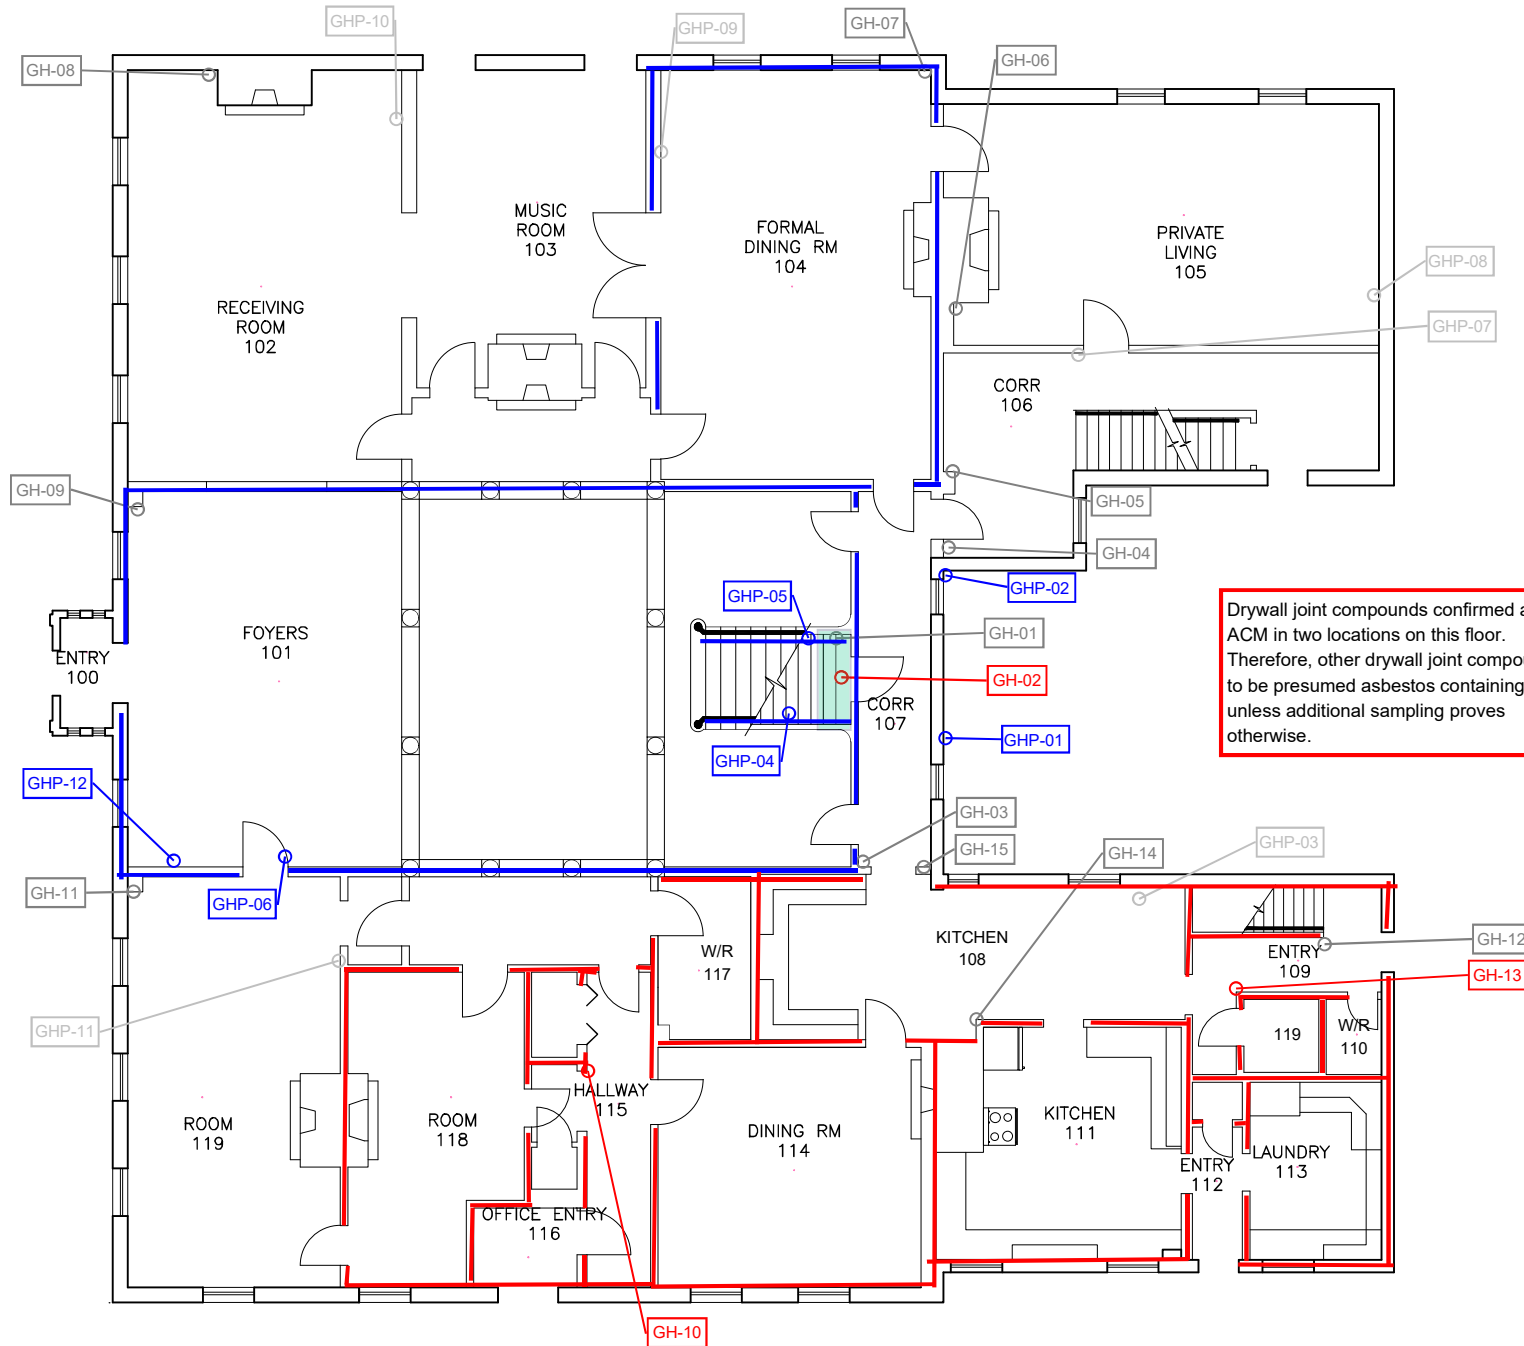 GHP-10
GHP-09
GH-07
GH-08
GH-06
MUSIC
ROOM
103
FORMAL
DINING RM
104
PRIVATE
LIVING
105
GHP-08
RECEIVING
ROOM
102
GHP-07
CORR
106
GH-09
GH-05
GH-04
GHP-02
GHP-05
Drywall joint compounds confirmed a
ACM in two locations on this floor.
Therefore, other drywall joint compou
to be presumed asbestos containing
unless additional sampling proves
otherwise.
FOYERS
101
GH-01
ENTRY
100
GH-02
CORR
107
GHP-01
GHP-04
GHP-12
GH-03
GH-15
GH-14
GHP-03
GH-11
GHP-06
W/R
117
KITCHEN
108
ENTRY
109
GH-12
GH-13
GHP-11
119
W/R
110
HALLWAY
115
ROOM
119
ROOM
118
DINING RM
114
KITCHEN
111
ENTRY
112
LAUNDRY
113
OFFICE ENTRY
116
GH-10